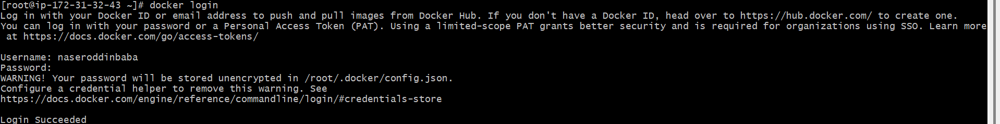 [root@ip-172-31-32-43 ~]# docker login
Log in with your Docker ID or email address to push and pull images from Docker Hub. If you don't have a Docker ID, head over to https://hub.docker.com/ to create one.
You can log in with your password or a Personal Access Token (PAT). Using a limited-scope PAT grants better security and is required for organizations using SSO. Learn more
 at https://docs.docker.com/go/access-tokens/

Username: naseroddinbaba
Password:
WARNING! Your password will be stored unencrypted in /root/.docker/config.json.
Configure a credential helper to remove this warning. See
https://docs.docker.com/engine/reference/commandline/login/#credentials-store

Login Succeeded